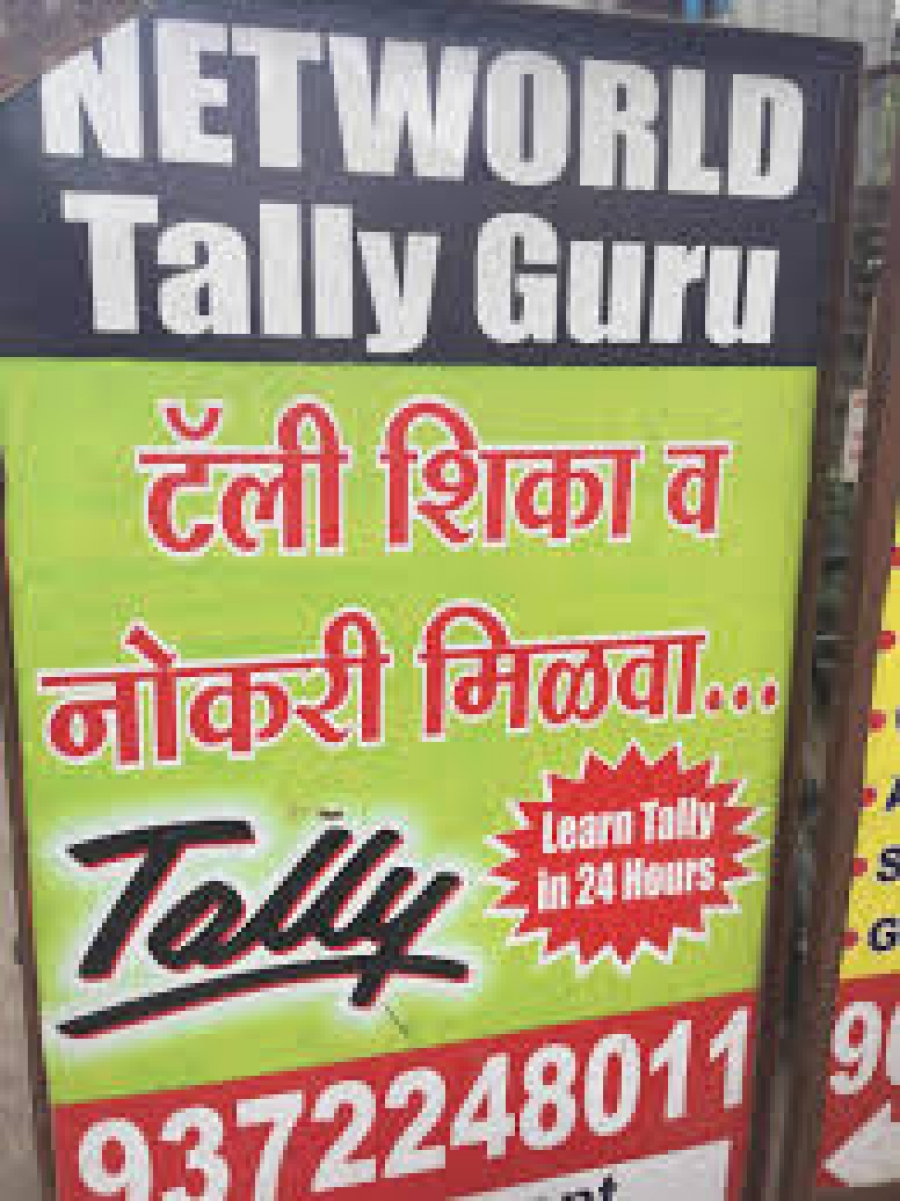 NETWORLD
Tally Guru
टॅली शिका व
नोकरी मिळवा...
Tally
Learn Tally
in 24 Hours
9372248011